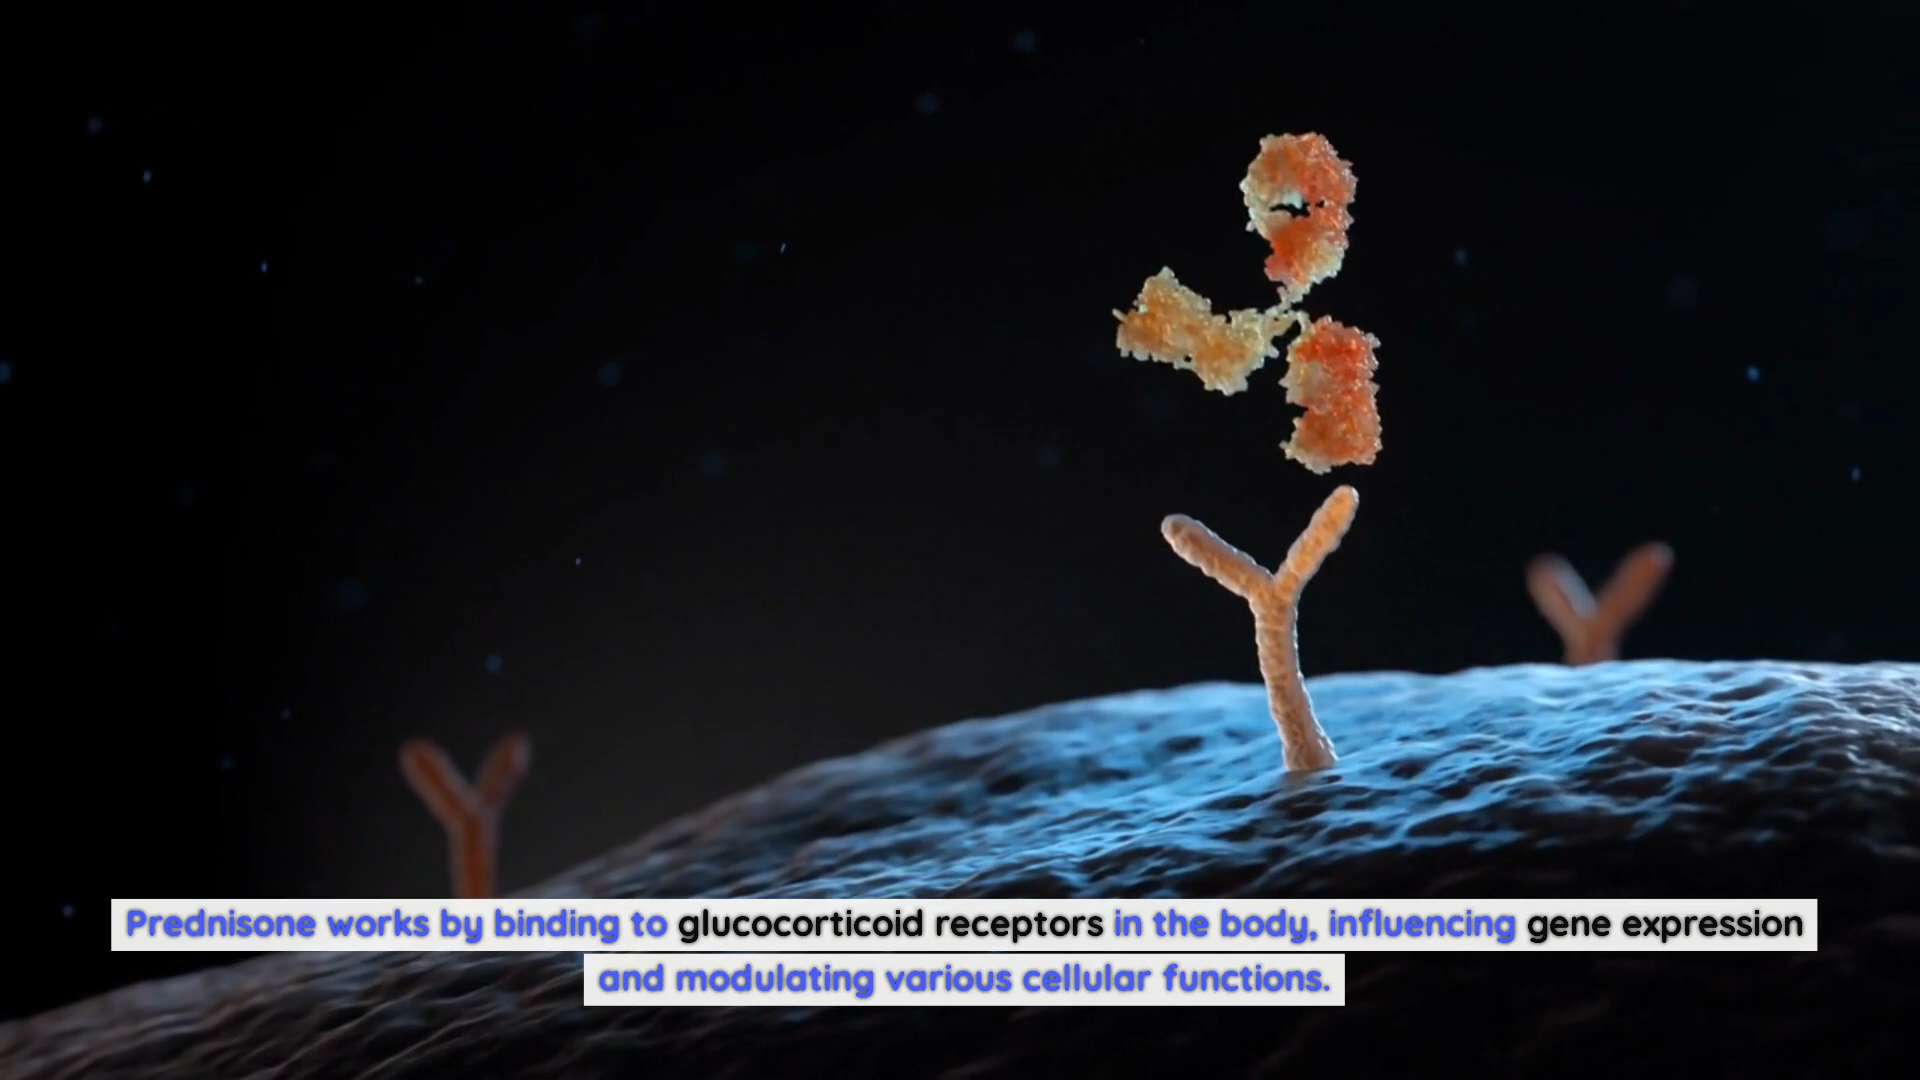 Prednisone works by binding to glucocorticoid receptors in the body, influencing gene expression
and modulating various cellular functions.